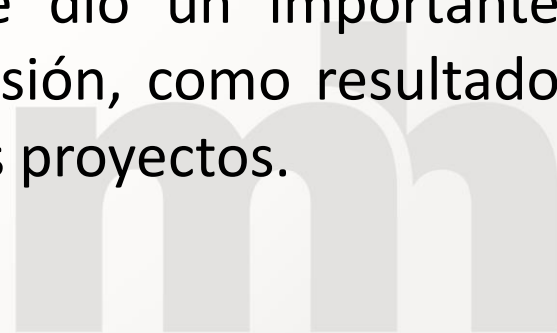 dio un importante
sión, como resultado
s proyectos.